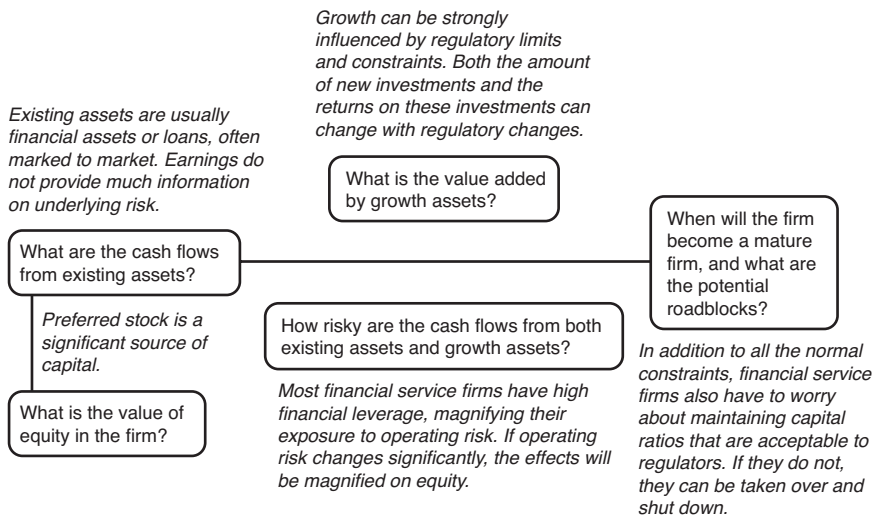 Growth can be strongly
influenced by regulatory limits
and constraints. Both the amount
of new investments and the
returns on these investments can
change with regulatory changes.
Existing assets are usually
financial assets or loans, often
marked to market. Earnings do
not provide much information
on underlying risk.
What is the value added
by growth assets?
What are the cash flows
from existing assets?
When will the firm
become a mature
firm, and what are
the potential
roadblocks?
Preferred stock is a
significant source of
capital.
How risky are the cash flows from both
existing assets and growth assets?
What is the value of
equity in the firm?
Most financial service firms have high
financial leverage, magnifying their
exposure to operating risk. If operating
risk changes significantly, the effects will
be magnified on equity.
In addition to all the normal
constraints, financial service
firms also have to worry
about maintaining capital
ratios that are acceptable to
regulators. If they do not,
they can be taken over and
shut down.